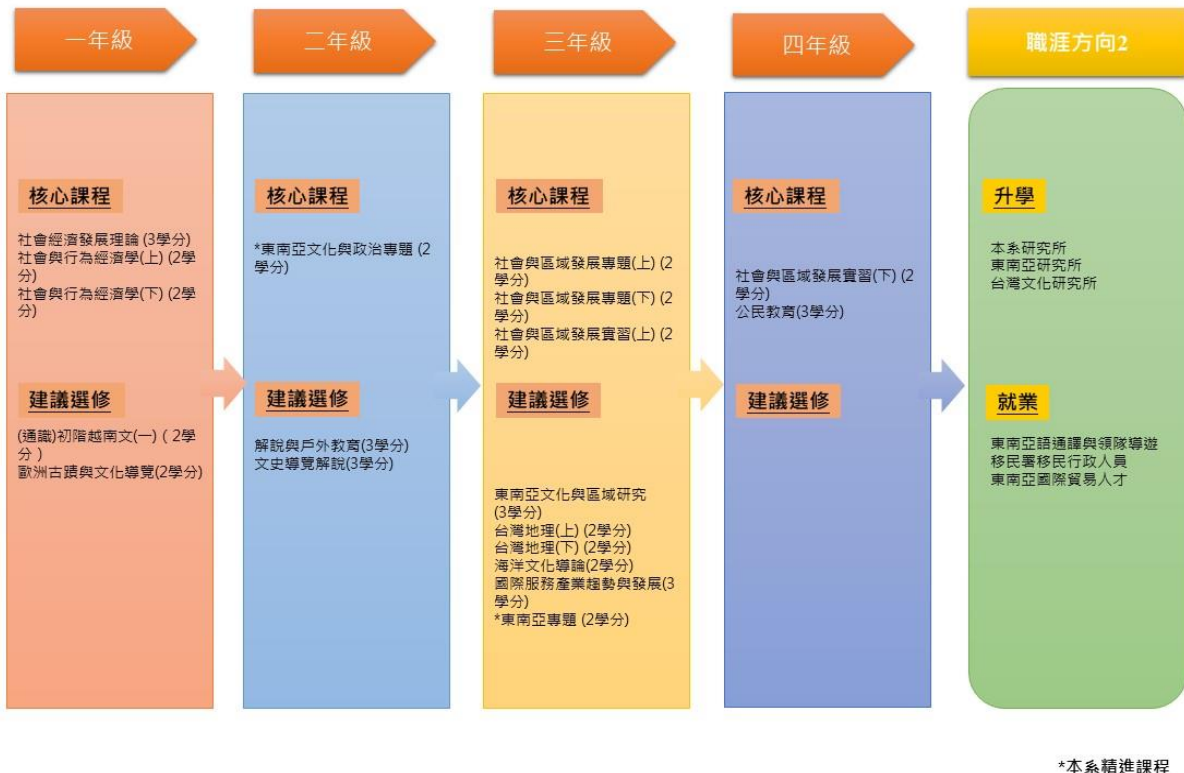 一年級
二年級
三年級
四年級
職涯方向2
核心課程
社會經濟發展理論 (3學分)
社會與行為經濟學(上) (2學
分)
社會與行為經濟學(下) (2學
分)
建議選修
(通識)初階越南文(一) ( 2學
分 )
歐洲古蹟與文化導覽(2學分)
核心課程
*東南亞文化與政治專題 (2
學分)
建議選修
解說與戶外教育(3學分)
文史導覽解說(3學分)
核心課程
社會與區域發展專題(上) (2
學分)
社會與區域發展專題(下) (2
學分)
社會與區域發展實習(上) (2
學分)
建議選修
東南亞文化與區域研究
(3學分)
台灣地理(上) (2學分)
台灣地理(下) (2學分)
海洋文化導論(2學分)
國際服務產業趨勢與發展(3
學分)
*東南亞專題 (2學分)
核心課程
社會與區域發展實習(下) (2
學分)
公民教育(3學分)
建議選修
升學
本系研究所
東南亞研究所
台灣文化研究所
就業
東南亞語通譯與領隊導遊
移民署移民行政人員
東南亞國際貿易人才
*本系精進課程